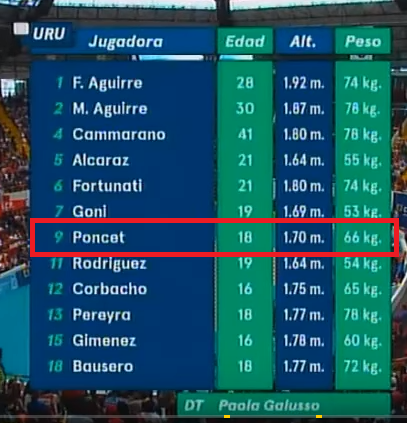 URU Jugadora Edad Alt. Peso
1 F. Aguirre 28 1.92 m. 74 kg.
2 M. Aguirre 30 1.87 m. 78 kg.
4 Cammarano 41 1.80 m. 78 kg.
5 Alcaraz 21 1.64 m. 55 kg.
6 Fortunati 21 1.80 m. 74 kg.
7 Goni 19 1.69 m. 53 kg.
9 Poncet 18 1.70 m. 66 kg.
11 Rodriguez 19 1.64 m. 54 kg.
12 Corbacho 16 1.75 m. 65 kg.
13 Pereyra 18 1.77 m. 78 kg.
15 Gimenez 16 1.78 m. 60 kg.
18 Bausero 18 1.77 m. 72 kg.
DT Paola Galusso